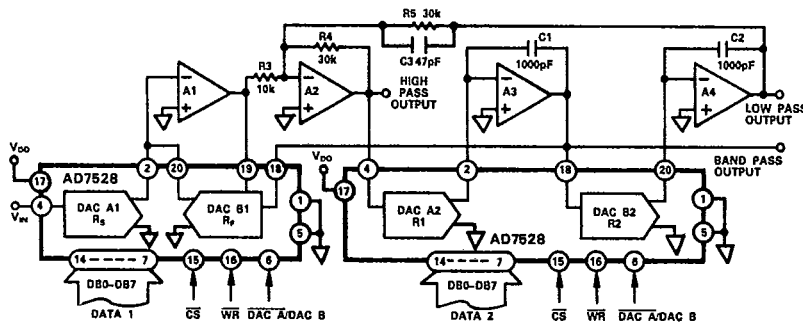 R5 30k
R4
30k
C3 47pF
C1
1000pF
C2
1000pF
R3
10k
A1
A2
A3
A4
HIGH
PASS
OUTPUT
LOW PASS
OUTPUT
BAND PASS
OUTPUT
VDD
2
20
19
18
17
AD7528
4
VIN
DAC A1
RS
DAC B1
RF
1
5
14 ---- 7
15
16
6
DB0-DB7
DATA 1
CS
WR
DAC A/DAC B
VDD
4
2
18
20
17
DAC A2
R1
DAC B2
R2
1
5
AD7528
14 ---- 7
15
16
6
DB0-DB7
DATA 2
CS
WR
DAC A/DAC B